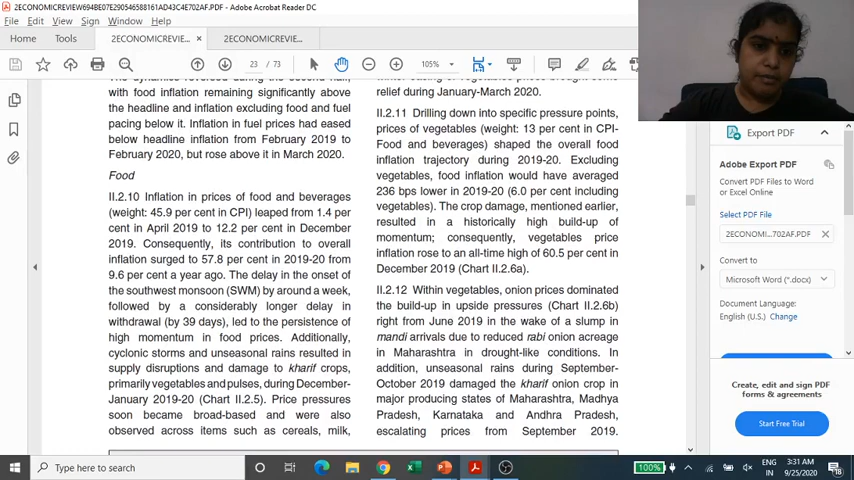 2ECONOMICREVIEW694BE07E290546588161AD43C4E702AF.PDF - Adobe Acrobat Reader DC
File Edit View Sign Window Help
Home Tools 2ECONOMICREVIE... × 2ECONOMICREVIE...
23 / 73 105%
with food inflation remaining significantly above
the headline and inflation excluding food and fuel
pacing below it. Inflation in fuel prices had eased
below headline inflation from February 2019 to
February 2020, but rose above it in March 2020.
Food
II.2.10 Inflation in prices of food and beverages
(weight: 45.9 per cent in CPI) leaped from 1.4 per
cent in April 2019 to 12.2 per cent in December
2019. Consequently, its contribution to overall
inflation surged to 57.8 per cent in 2019-20 from
9.6 per cent a year ago. The delay in the onset of
the southwest monsoon (SWM) by around a week,
followed by a considerably longer delay in
withdrawal (by 39 days), led to the persistence of
high momentum in food prices. Additionally,
cyclonic storms and unseasonal rains resulted in
supply disruptions and damage to kharif crops,
primarily vegetables and pulses, during December-
January 2019-20 (Chart II.2.5). Price pressures
soon became broad-based and were also
observed across items such as cereals, milk,
relief during January-March 2020.
II.2.11 Drilling down into specific pressure points,
prices of vegetables (weight: 13 per cent in CPI-
Food and beverages) shaped the overall food
inflation trajectory during 2019-20. Excluding
vegetables, food inflation would have averaged
236 bps lower in 2019-20 (6.0 per cent including
vegetables). The crop damage, mentioned earlier,
resulted in a historically high build-up of
momentum; consequently, vegetables price
inflation rose to an all-time high of 60.5 per cent in
December 2019 (Chart II.2.6a).
II.2.12 Within vegetables, onion prices dominated
the build-up in upside pressures (Chart II.2.6b)
right from June 2019 in the wake of a slump in
mandi arrivals due to reduced rabi onion acreage
in Maharashtra in drought-like conditions. In
addition, unseasonal rains during September-
October 2019 damaged the kharif onion crop in
major producing states of Maharashtra, Madhya
Pradesh, Karnataka and Andhra Pradesh,
escalating prices from September 2019.
Export PDF
Adobe Export PDF
Convert PDF Files to Word
or Excel Online
Select PDF File
2ECONOMI...702AF.PDF ×
Convert to
Microsoft Word (*.docx)
Document Language:
English (U.S.) Change
Create, edit and sign PDF
forms & agreements
Start Free Trial
Type here to search
100%
ENG
IN
3:31 AM
9/25/2020
18